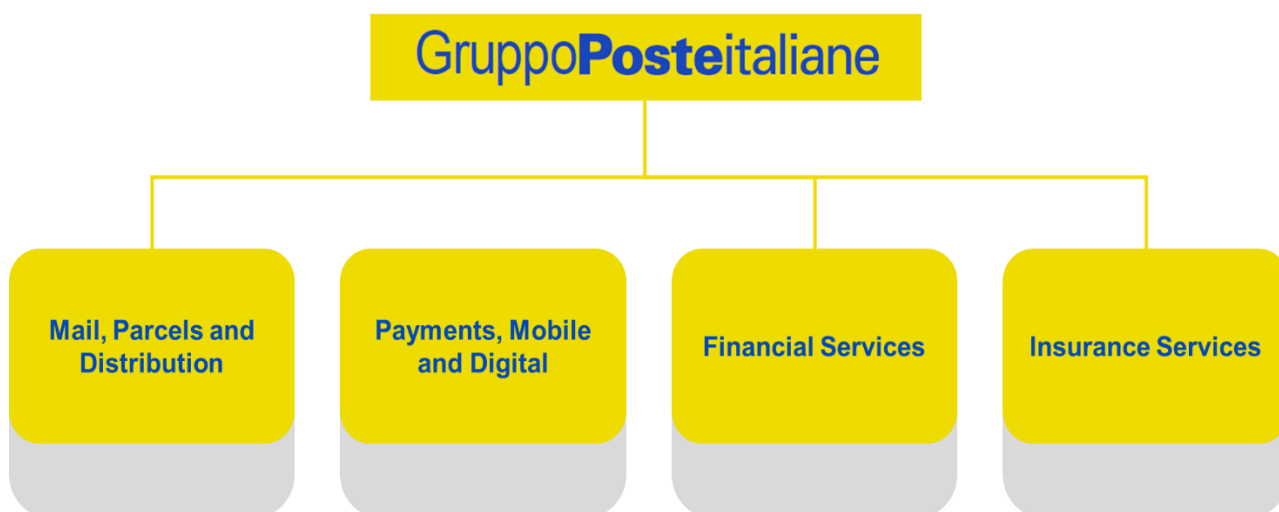 GruppoPosteitaliane
Mail, Parcels and
Distribution
Payments, Mobile
and Digital
Financial Services
Insurance Services